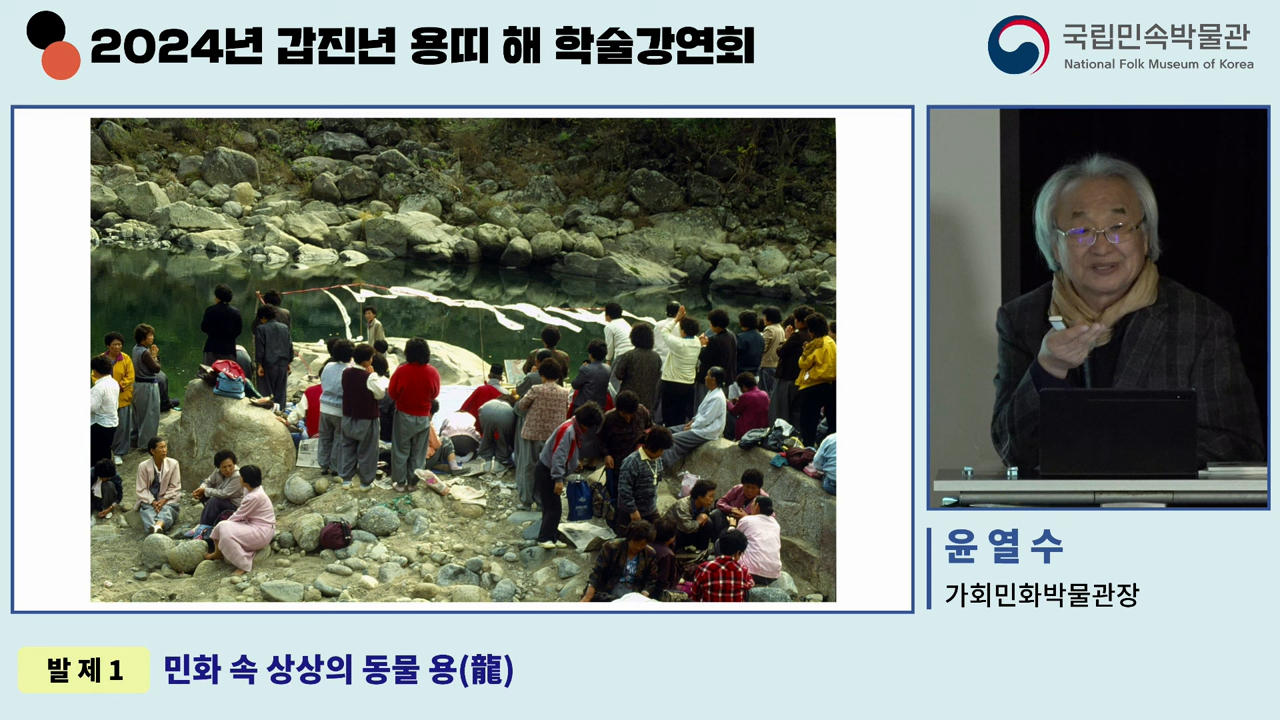 2024년 갑진년 용띠 해 학술강연회
국립민속박물관
National Folk Museum of Korea
윤열수
가회민화박물관장
발제1
민화 속 상상의 동물 용(龍)